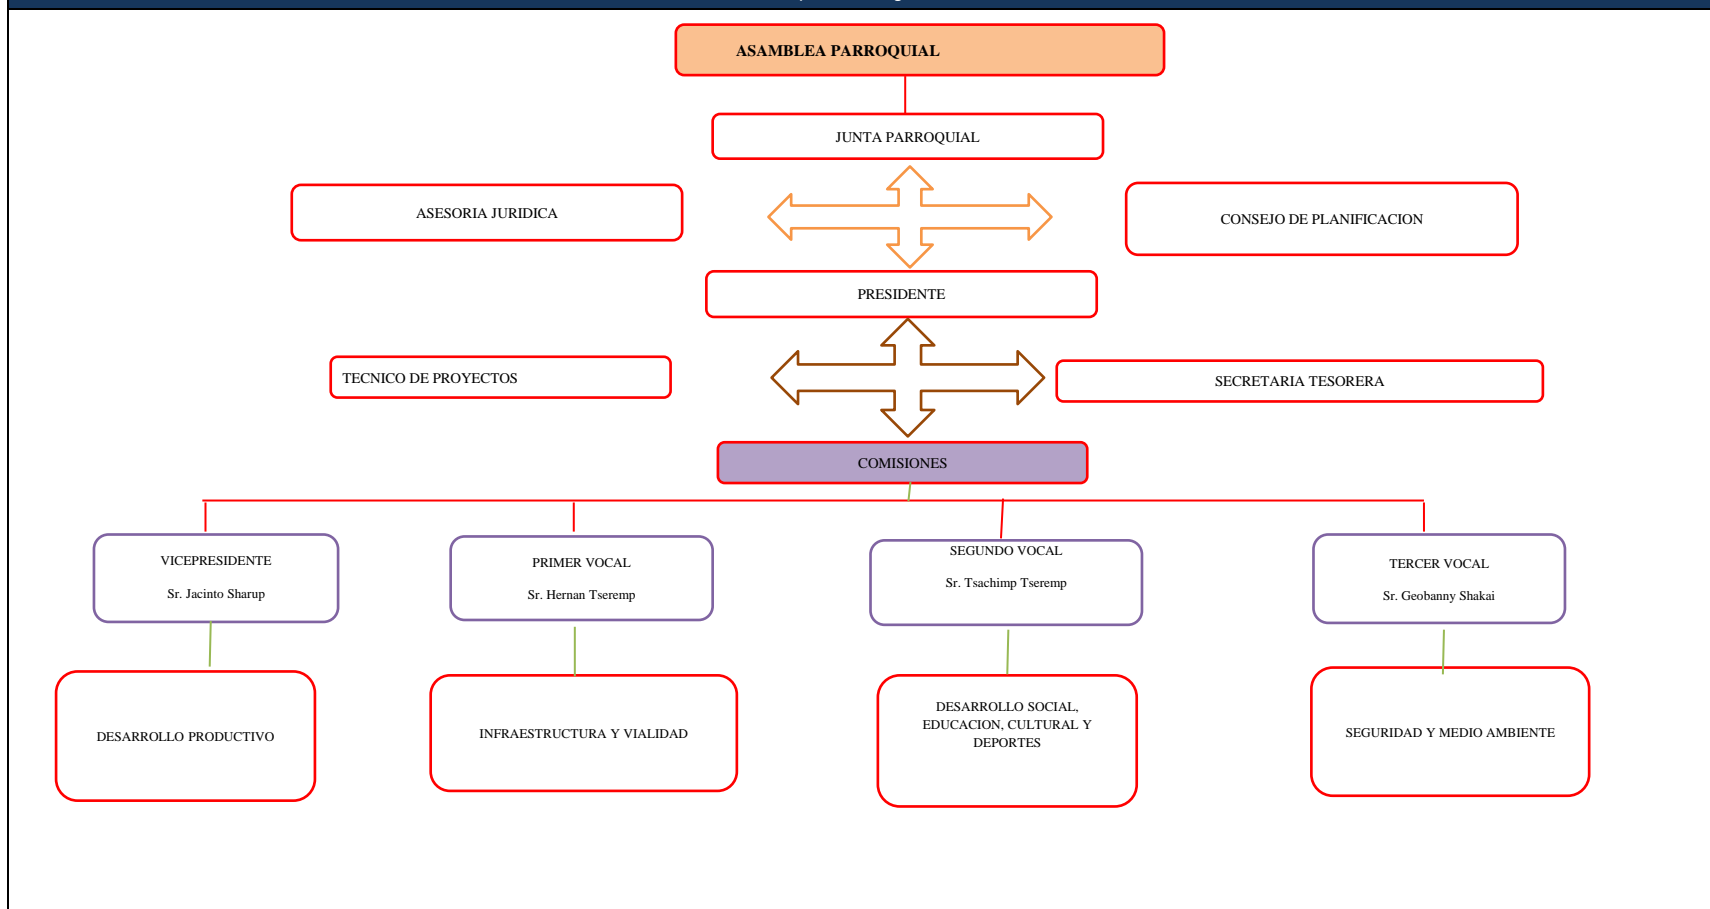 ASAMBLEA PARROQUIAL
JUNTA PARROQUIAL
ASESORIA JURIDICA
CONSEJO DE PLANIFICACION
PRESIDENTE
TECNICO DE PROYECTOS
SECRETARIA TESORERA
COMISIONES
VICEPRESIDENTE
Sr. Jacinto Sharup
PRIMER VOCAL
Sr. Hernan Tseremp
SEGUNDO VOCAL
Sr. Tsachimp Tseremp
TERCER VOCAL
Sr. Geobanny Shakai
DESARROLLO PRODUCTIVO
INFRAESTRUCTURA Y VIALIDAD
DESARROLLO SOCIAL,
EDUCACION, CULTURAL Y
DEPORTES
SEGURIDAD Y MEDIO AMBIENTE